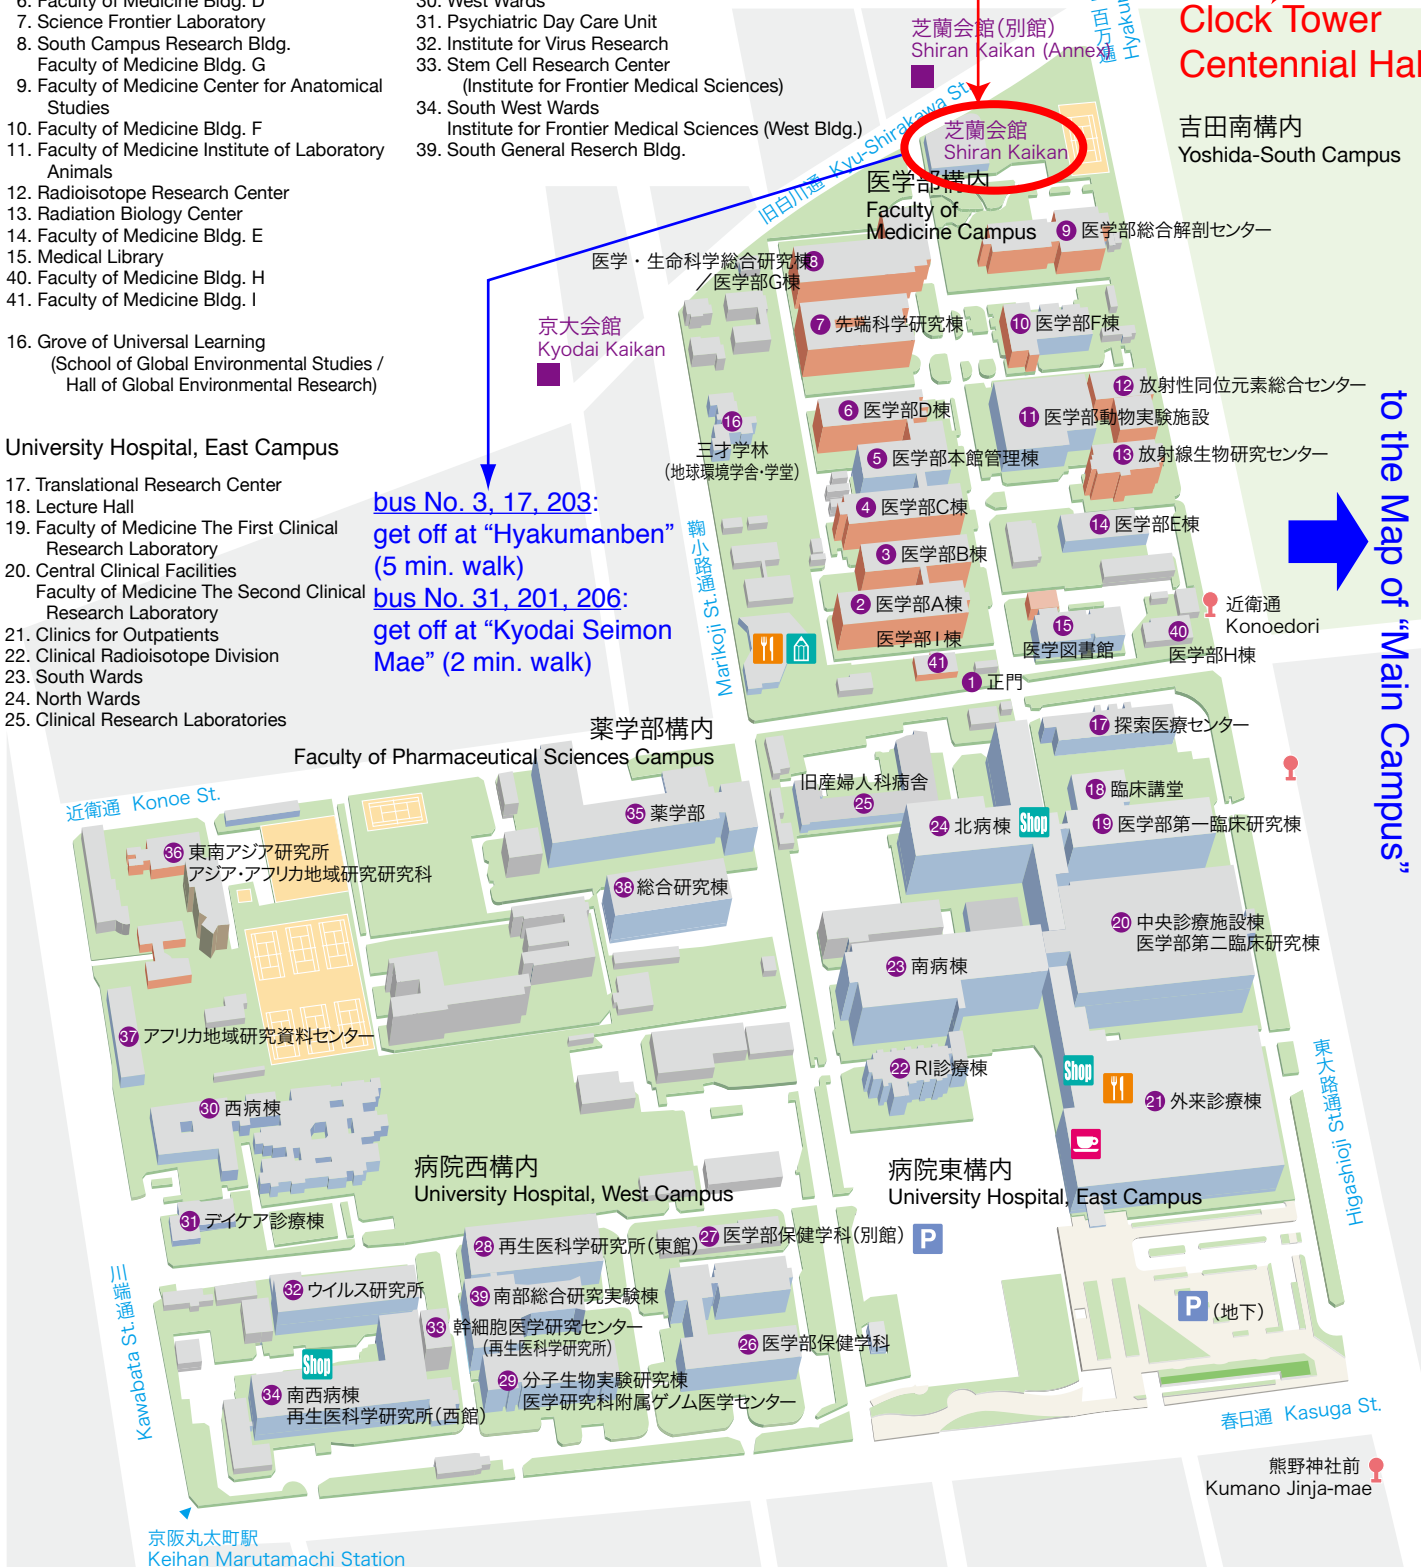 6. Faculty of Medicine Bldg. D
7. Science Frontier Laboratory
8. South Campus Research Bldg.
Faculty of Medicine Bldg. G
9. Faculty of Medicine Center for Anatomical
Studies
10. Faculty of Medicine Bldg. F
11. Faculty of Medicine Institute of Laboratory
Animals
12. Radioisotope Research Center
13. Radiation Biology Center
14. Faculty of Medicine Bldg. E
15. Medical Library
40. Faculty of Medicine Bldg. H
41. Faculty of Medicine Bldg. I
16. Grove of Universal Learning
(School of Global Environmental Studies /
Hall of Global Environmental Research)
University Hospital, East Campus
17. Translational Research Center
18. Lecture Hall
19. Faculty of Medicine The First Clinical
Research Laboratory
20. Central Clinical Facilities
Faculty of Medicine The Second Clinical
Research Laboratory
21. Clinics for Outpatients
22. Clinical Radioisotope Division
23. South Wards
24. North Wards
25. Clinical Research Laboratories
30. West Wards
31. Psychiatric Day Care Unit
32. Institute for Virus Research
33. Stem Cell Research Center
(Institute for Frontier Medical Sciences)
34. South West Wards
Institute for Frontier Medical Sciences (West Bldg.)
39. South General Reserch Bldg.
芝蘭会館(別館)
Shiran Kaikan (Annex)
百万遍
Hyaku
Clock Tower
Centennial Hal
吉田南構内
Yoshida-South Campus
旧白川通 Kyu-Shirakawa St.
芝蘭会館
Shiran Kaikan
医学部構内
Faculty of
Medicine Campus
9 医学部総合解剖センター
医学・生命科学総合研究棟 8
／医学部G棟
7 先端科学研究棟
10 医学部F棟
京大会館
Kyodai Kaikan
12 放射性同位元素総合センター
6 医学部D棟
11 医学部動物実験施設
16
三才学林
(地球環境学舎・学堂)
5 医学部本館管理棟
13 放射線生物研究センター
bus No. 3, 17, 203:
get off at “Hyakumanben”
(5 min. walk)
bus No. 31, 201, 206:
get off at “Kyodai Seimon
Mae” (2 min. walk)
4 医学部C棟
14 医学部E棟
3 医学部B棟
鞠小路通 Marikoji St.
2 医学部A棟
近衛通
Konoedori
医学部I棟
41
15
医学図書館
40
医学部H棟
1 正門
to the Map of “Main Campus”
薬学部構内
Faculty of Pharmaceutical Sciences Campus
17 探索医療センター
近衛通 Konoe St.
旧産婦人科病舎
25
18 臨床講堂
35 薬学部
24 北病棟
Shop
19 医学部第一臨床研究棟
36 東南アジア研究所
アジア・アフリカ地域研究研究科
38 総合研究棟
20 中央診療施設棟
医学部第二臨床研究棟
23 南病棟
37 アフリカ地域研究資料センター
22 RI診療棟
Shop
21 外来診療棟
東大路通 Higashioji St.
30 西病棟
病院西構内
University Hospital, West Campus
病院東構内
University Hospital, East Campus
31 デイケア診療棟
28 再生医科学研究所(東館)
27 医学部保健学科(別館)
P
32 ウイルス研究所
39 南部総合研究実験棟
P (地下)
川端通 Kawabata St.
33 幹細胞医学研究センター
(再生医科学研究所)
26 医学部保健学科
Shop
29 分子生物実験研究棟
医学研究科附属ゲノム医学センター
34 南西病棟
再生医科学研究所(西館)
春日通 Kasuga St.
熊野神社前
Kumano Jinja-mae
京阪丸太町駅
Keihan Marutamachi Station